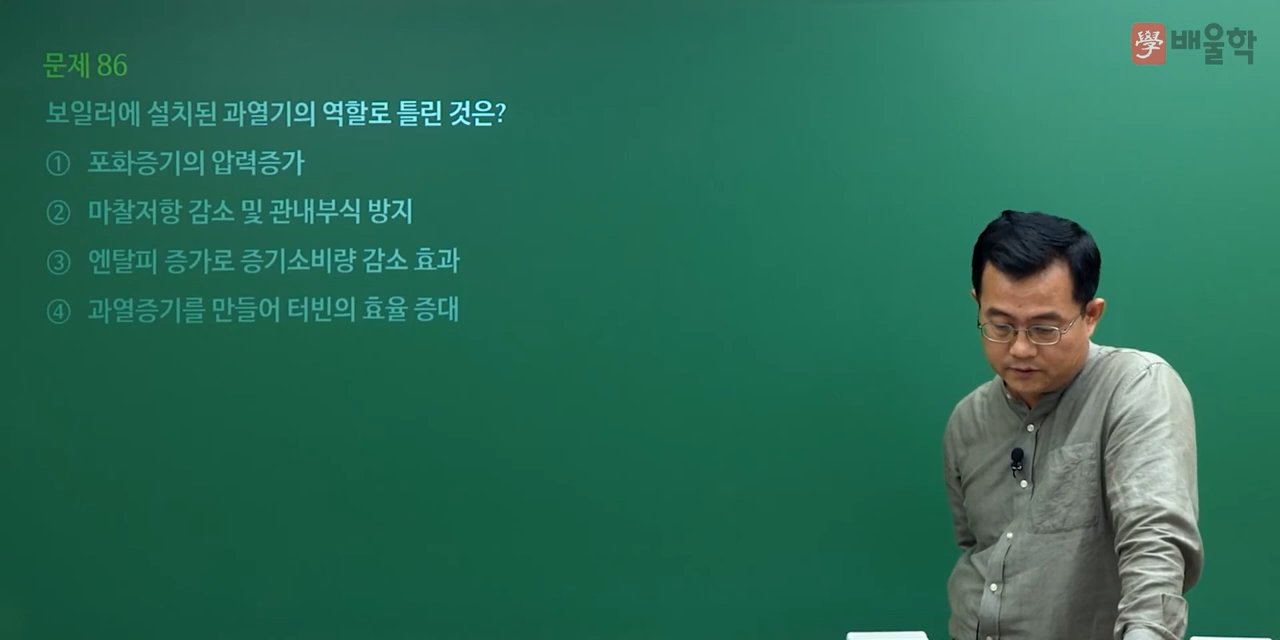 學 배울학
문제 86
보일러에 설치된 과열기의 역할로 틀린 것은?
① 포화증기의 압력증가
② 마찰저항 감소 및 관내부식 방지
③ 엔탈피 증가로 증기소비량 감소 효과
④ 과열증기를 만들어 터빈의 효율 증대